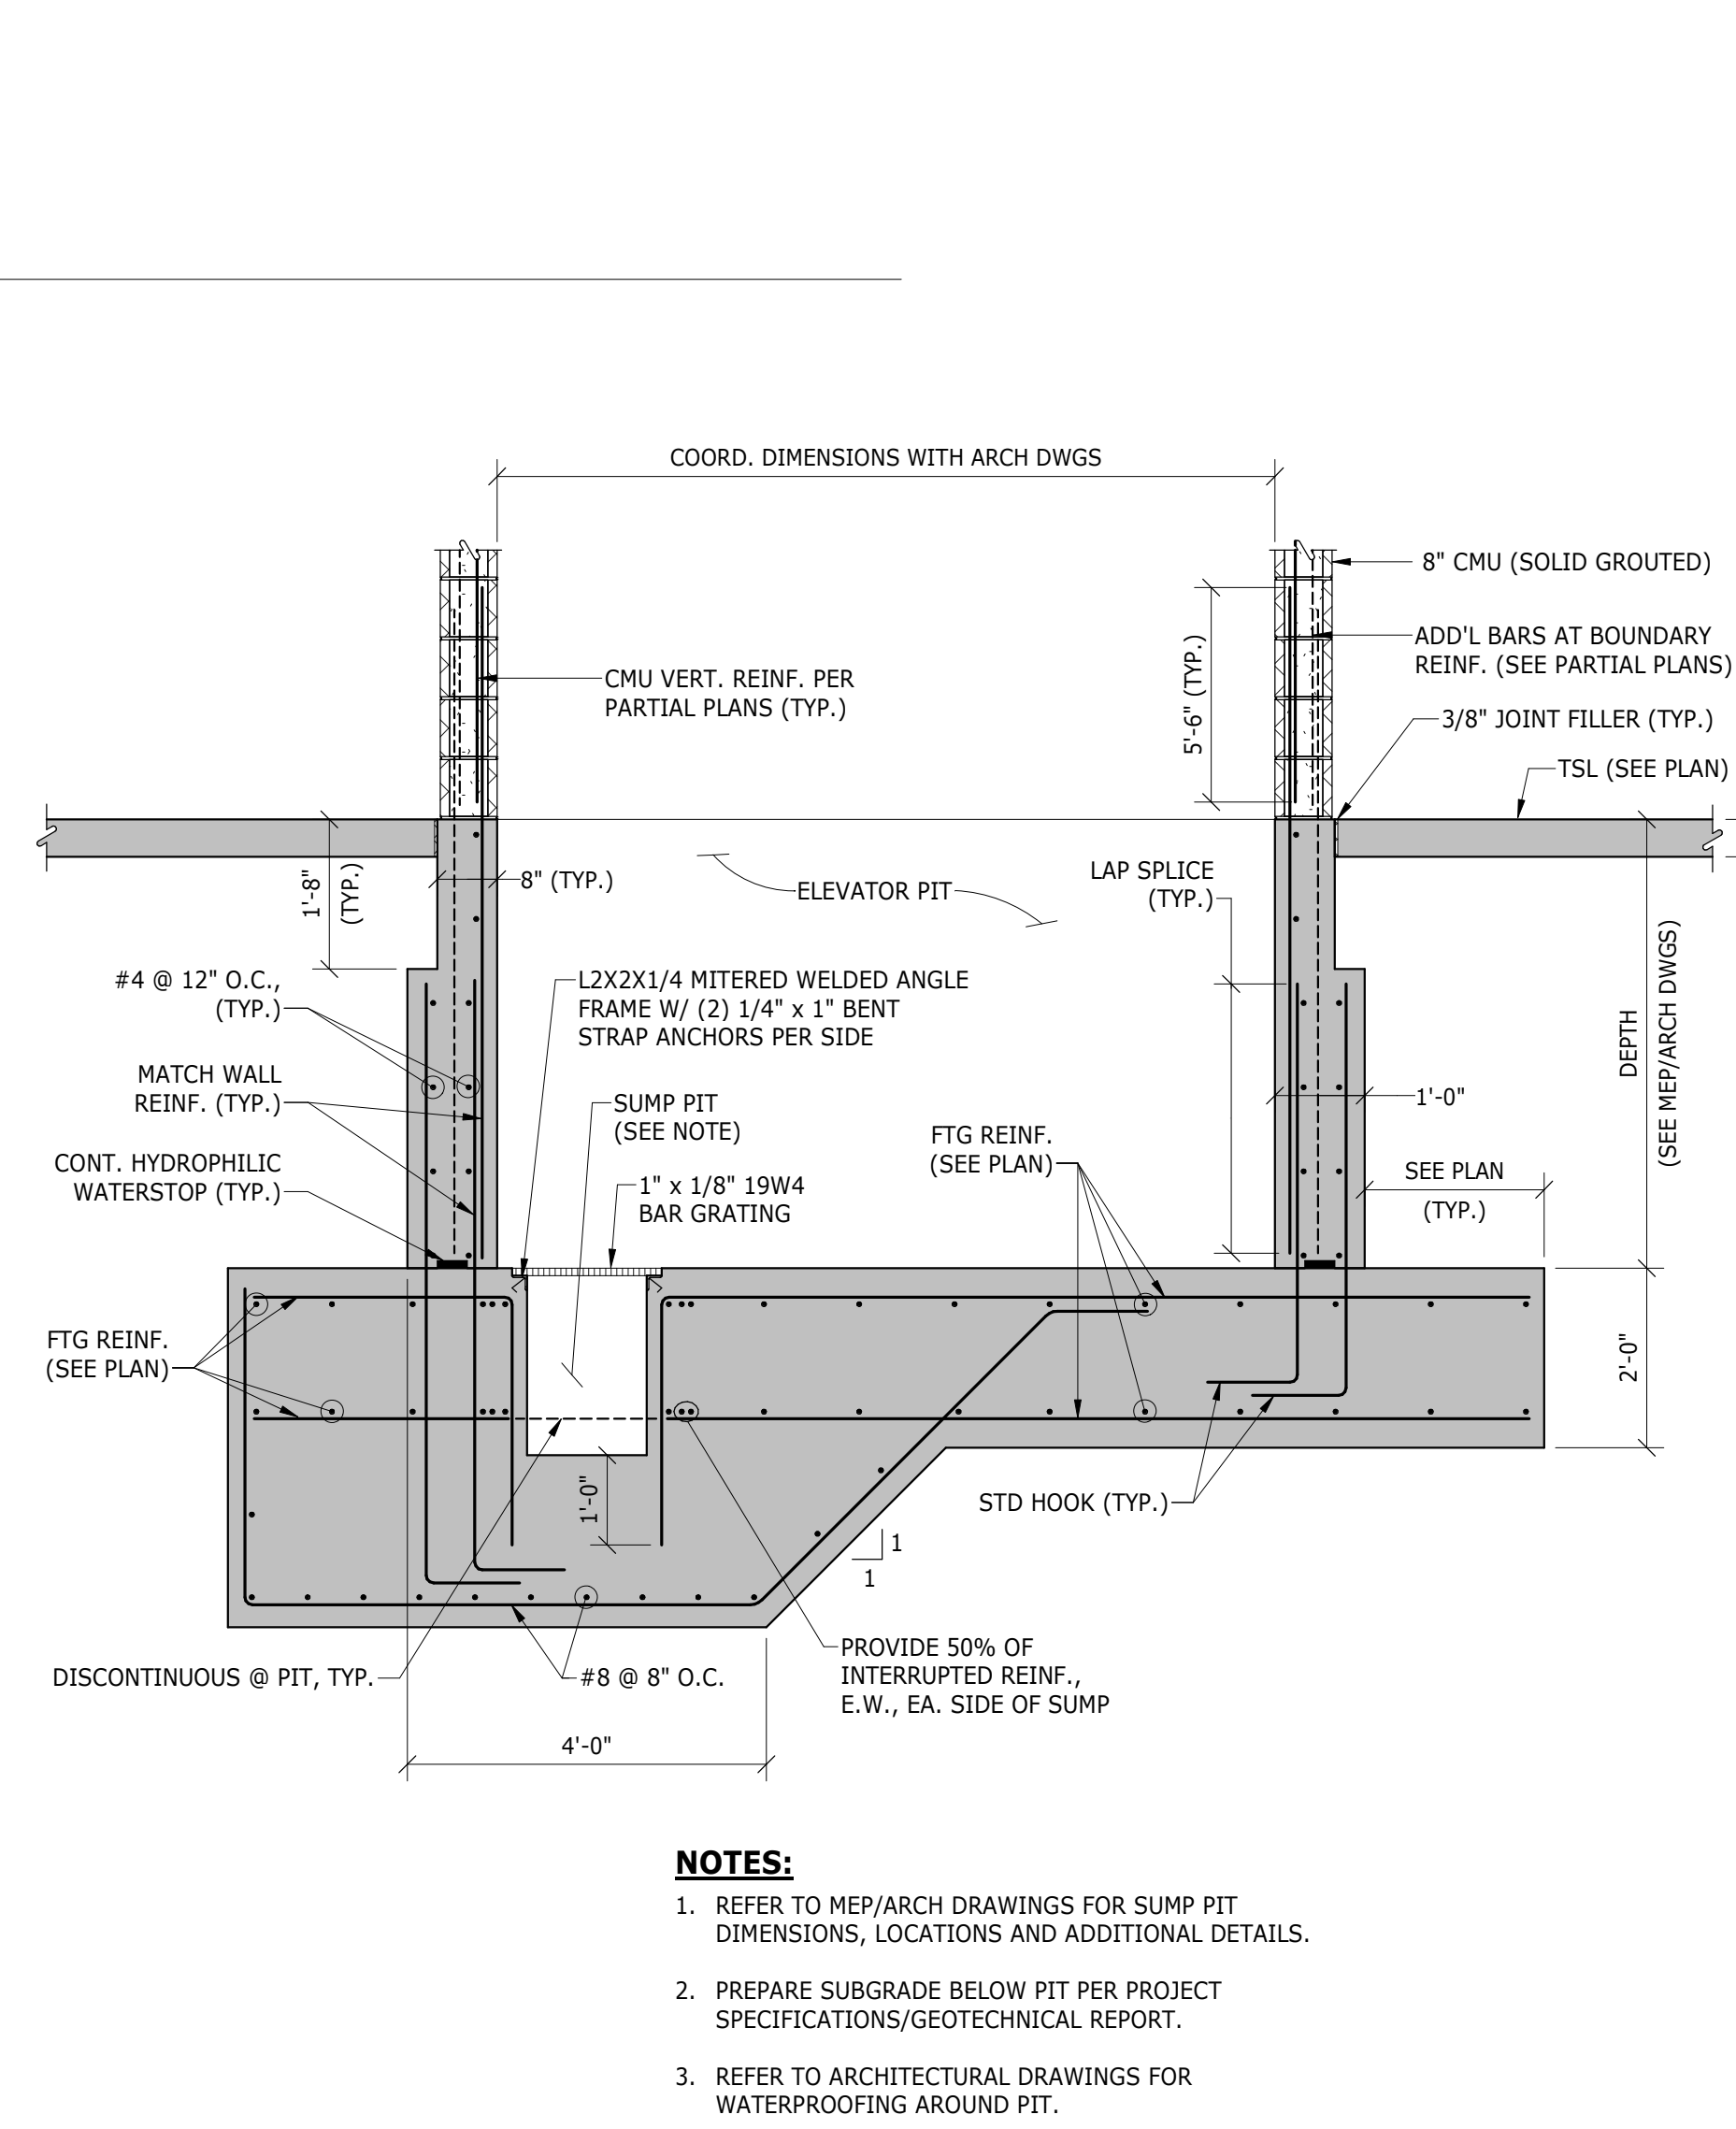 COORD. DIMENSIONS WITH ARCH DWGS
8" CMU (SOLID GROUTED)
ADD'L BARS AT BOUNDARY
REINF. (SEE PARTIAL PLANS)
CMU VERT. REINF. PER
PARTIAL PLANS (TYP.)
5'-6" (TYP.)
3/8" JOINT FILLER (TYP.)
TSL (SEE PLAN)
1'-8"
(TYP.)
8" (TYP.)
ELEVATOR PIT
LAP SPLICE
(TYP.)
#4 @ 12" O.C.,
(TYP.)
L2X2X1/4 MITERED WELDED ANGLE
FRAME W/ (2) 1/4" x 1" BENT
STRAP ANCHORS PER SIDE
DEPTH
(SEE MEP/ARCH DWGS)
MATCH WALL
REINF. (TYP.)
SUMP PIT
(SEE NOTE)
1'-0"
FTG REINF.
(SEE PLAN)
CONT. HYDROPHILIC
WATERSTOP (TYP.)
1" x 1/8" 19W4
BAR GRATING
SEE PLAN
(TYP.)
FTG REINF.
(SEE PLAN)
2'-0"
1'-0"
STD HOOK (TYP.)
1
1
DISCONTINUOUS @ PIT, TYP.
#8 @ 8" O.C.
PROVIDE 50% OF
INTERRUPTED REINF.,
E.W., EA. SIDE OF SUMP
4'-0"
NOTES:
1. REFER TO MEP/ARCH DRAWINGS FOR SUMP PIT
DIMENSIONS, LOCATIONS AND ADDITIONAL DETAILS.
2. PREPARE SUBGRADE BELOW PIT PER PROJECT
SPECIFICATIONS/GEOTECHNICAL REPORT.
3. REFER TO ARCHITECTURAL DRAWINGS FOR
WATERPROOFING AROUND PIT.